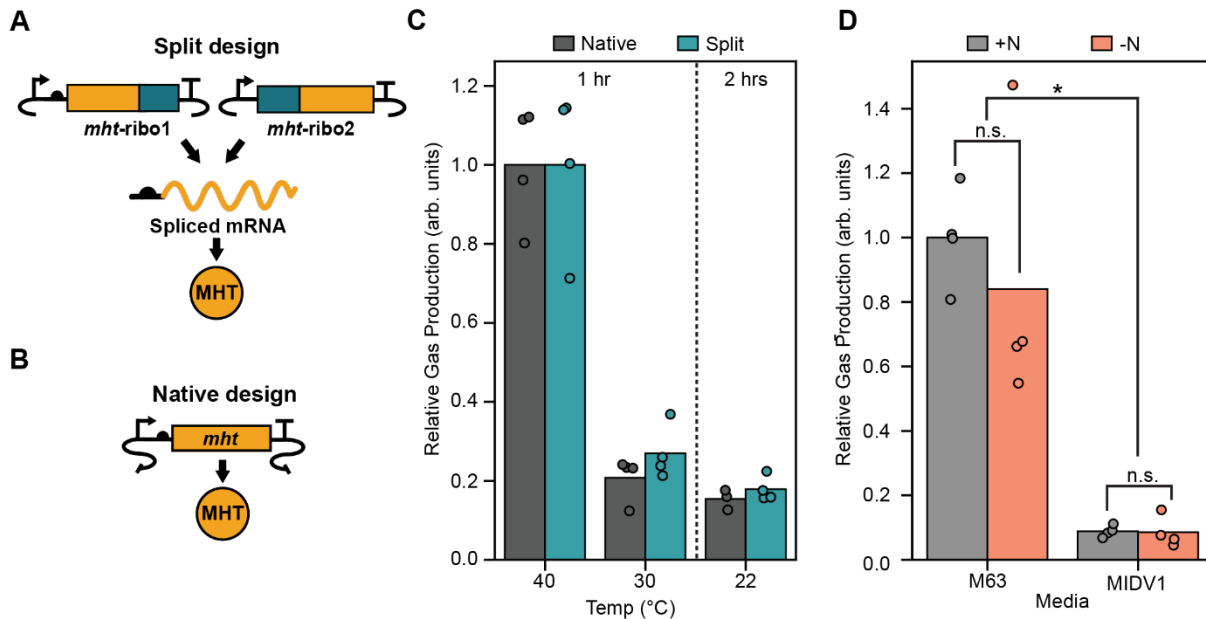 A
Split design
mht-ribo1
mht-ribo2
Spliced mRNA
MHT
B
Native design
mht
MHT
C
Native
Split
1 hr
2 hrs
Relative Gas Production (arb. units)
1.2
1.0
0.8
0.6
0.4
0.2
0.0
40
30
22
Temp (°C)
D
+N
-N
Relative Gas Production (arb. units)
1.4
1.2
1.0
0.8
0.6
0.4
0.2
0.0
*
n.s.
n.s.
M63
MIDV1
Media